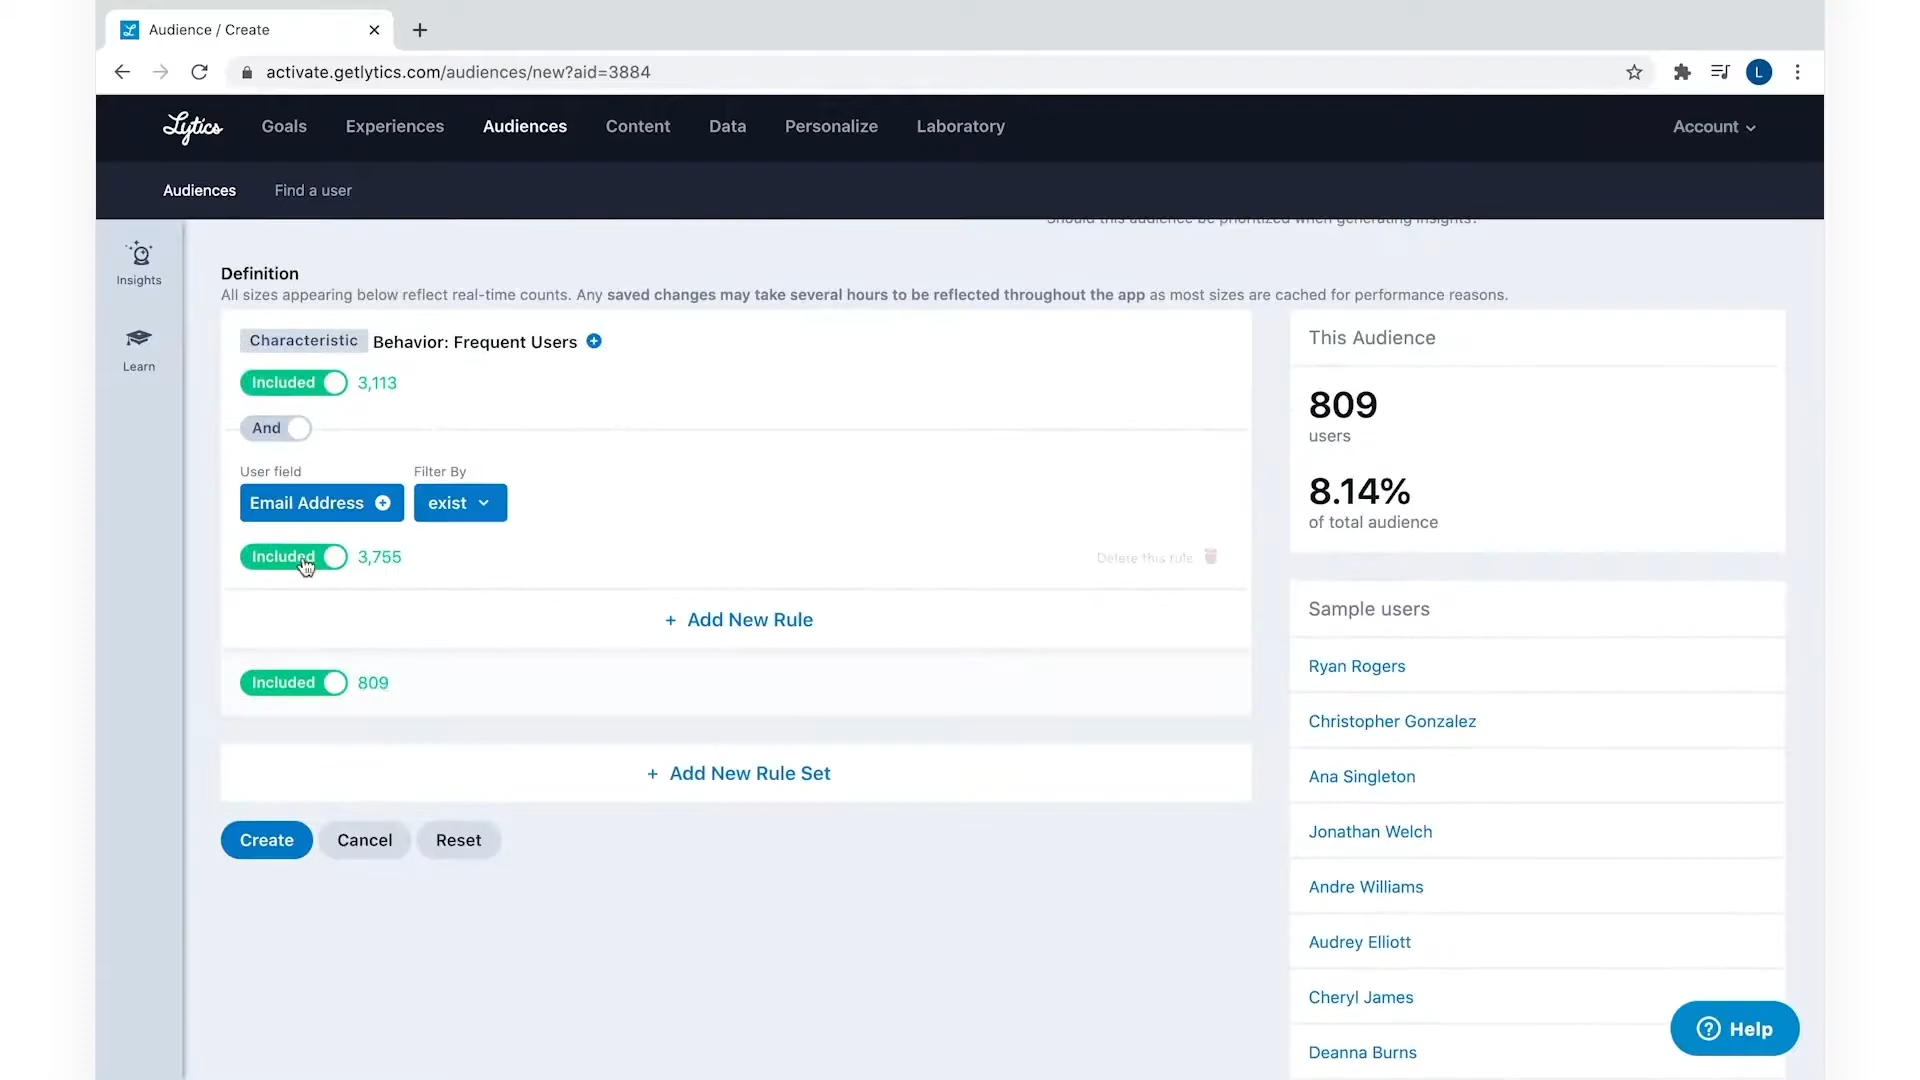 Audience / Create
activate.getlytics.com/audiences/new?aid=3884
L
Lytics
Goals
Experiences
Audiences
Content
Data
Personalize
Laboratory
Account
Audiences
Find a user
Should this audience be prioritized when generating insights?
Insights
Learn
Definition
All sizes appearing below reflect real-time counts. Any saved changes may take several hours to be reflected throughout the app as most sizes are cached for performance reasons.
Characteristic Behavior: Frequent Users
Included 3,113
And
User field Filter By
Email Address exist
Included 3,755
Delete this rule
+ Add New Rule
Included 809
+ Add New Rule Set
Create Cancel Reset
This Audience
809
users
8.14%
of total audience
Sample users
Ryan Rogers
Christopher Gonzalez
Ana Singleton
Jonathan Welch
Andre Williams
Audrey Elliott
Cheryl James
Deanna Burns
? Help